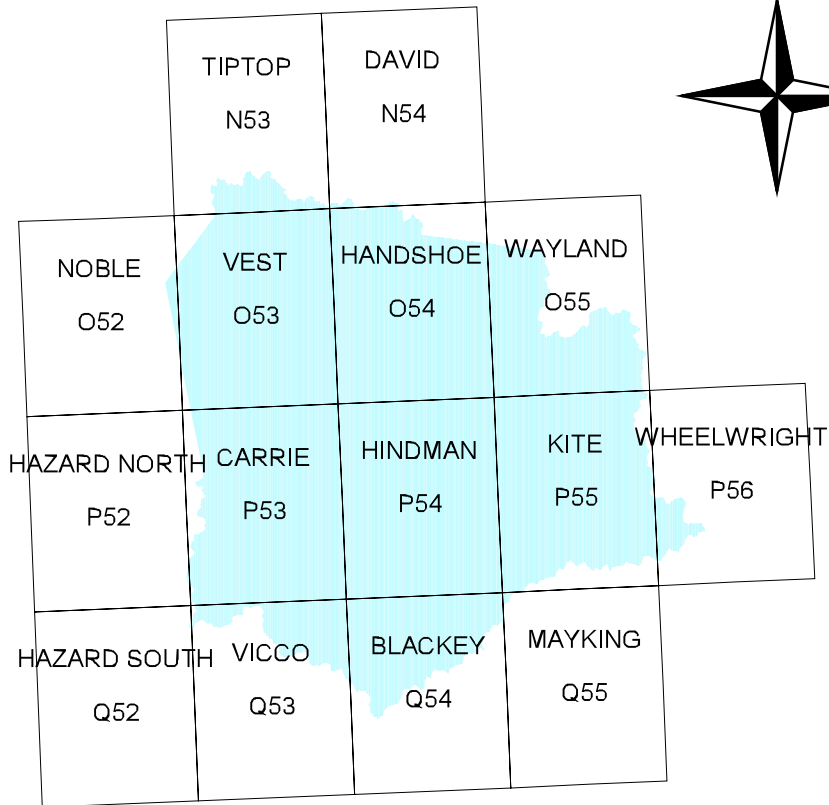 TIPTOP
N53
DAVID
N54
NOBLE
O52
VEST
O53
HANDSHOE
O54
WAYLAND
O55
HAZARD NORTH
P52
CARRIE
P53
HINDMAN
P54
KITE
P55
WHEELWRIGHT
P56
HAZARD SOUTH
Q52
VICCO
Q53
BLACKEY
Q54
MAYKING
Q55